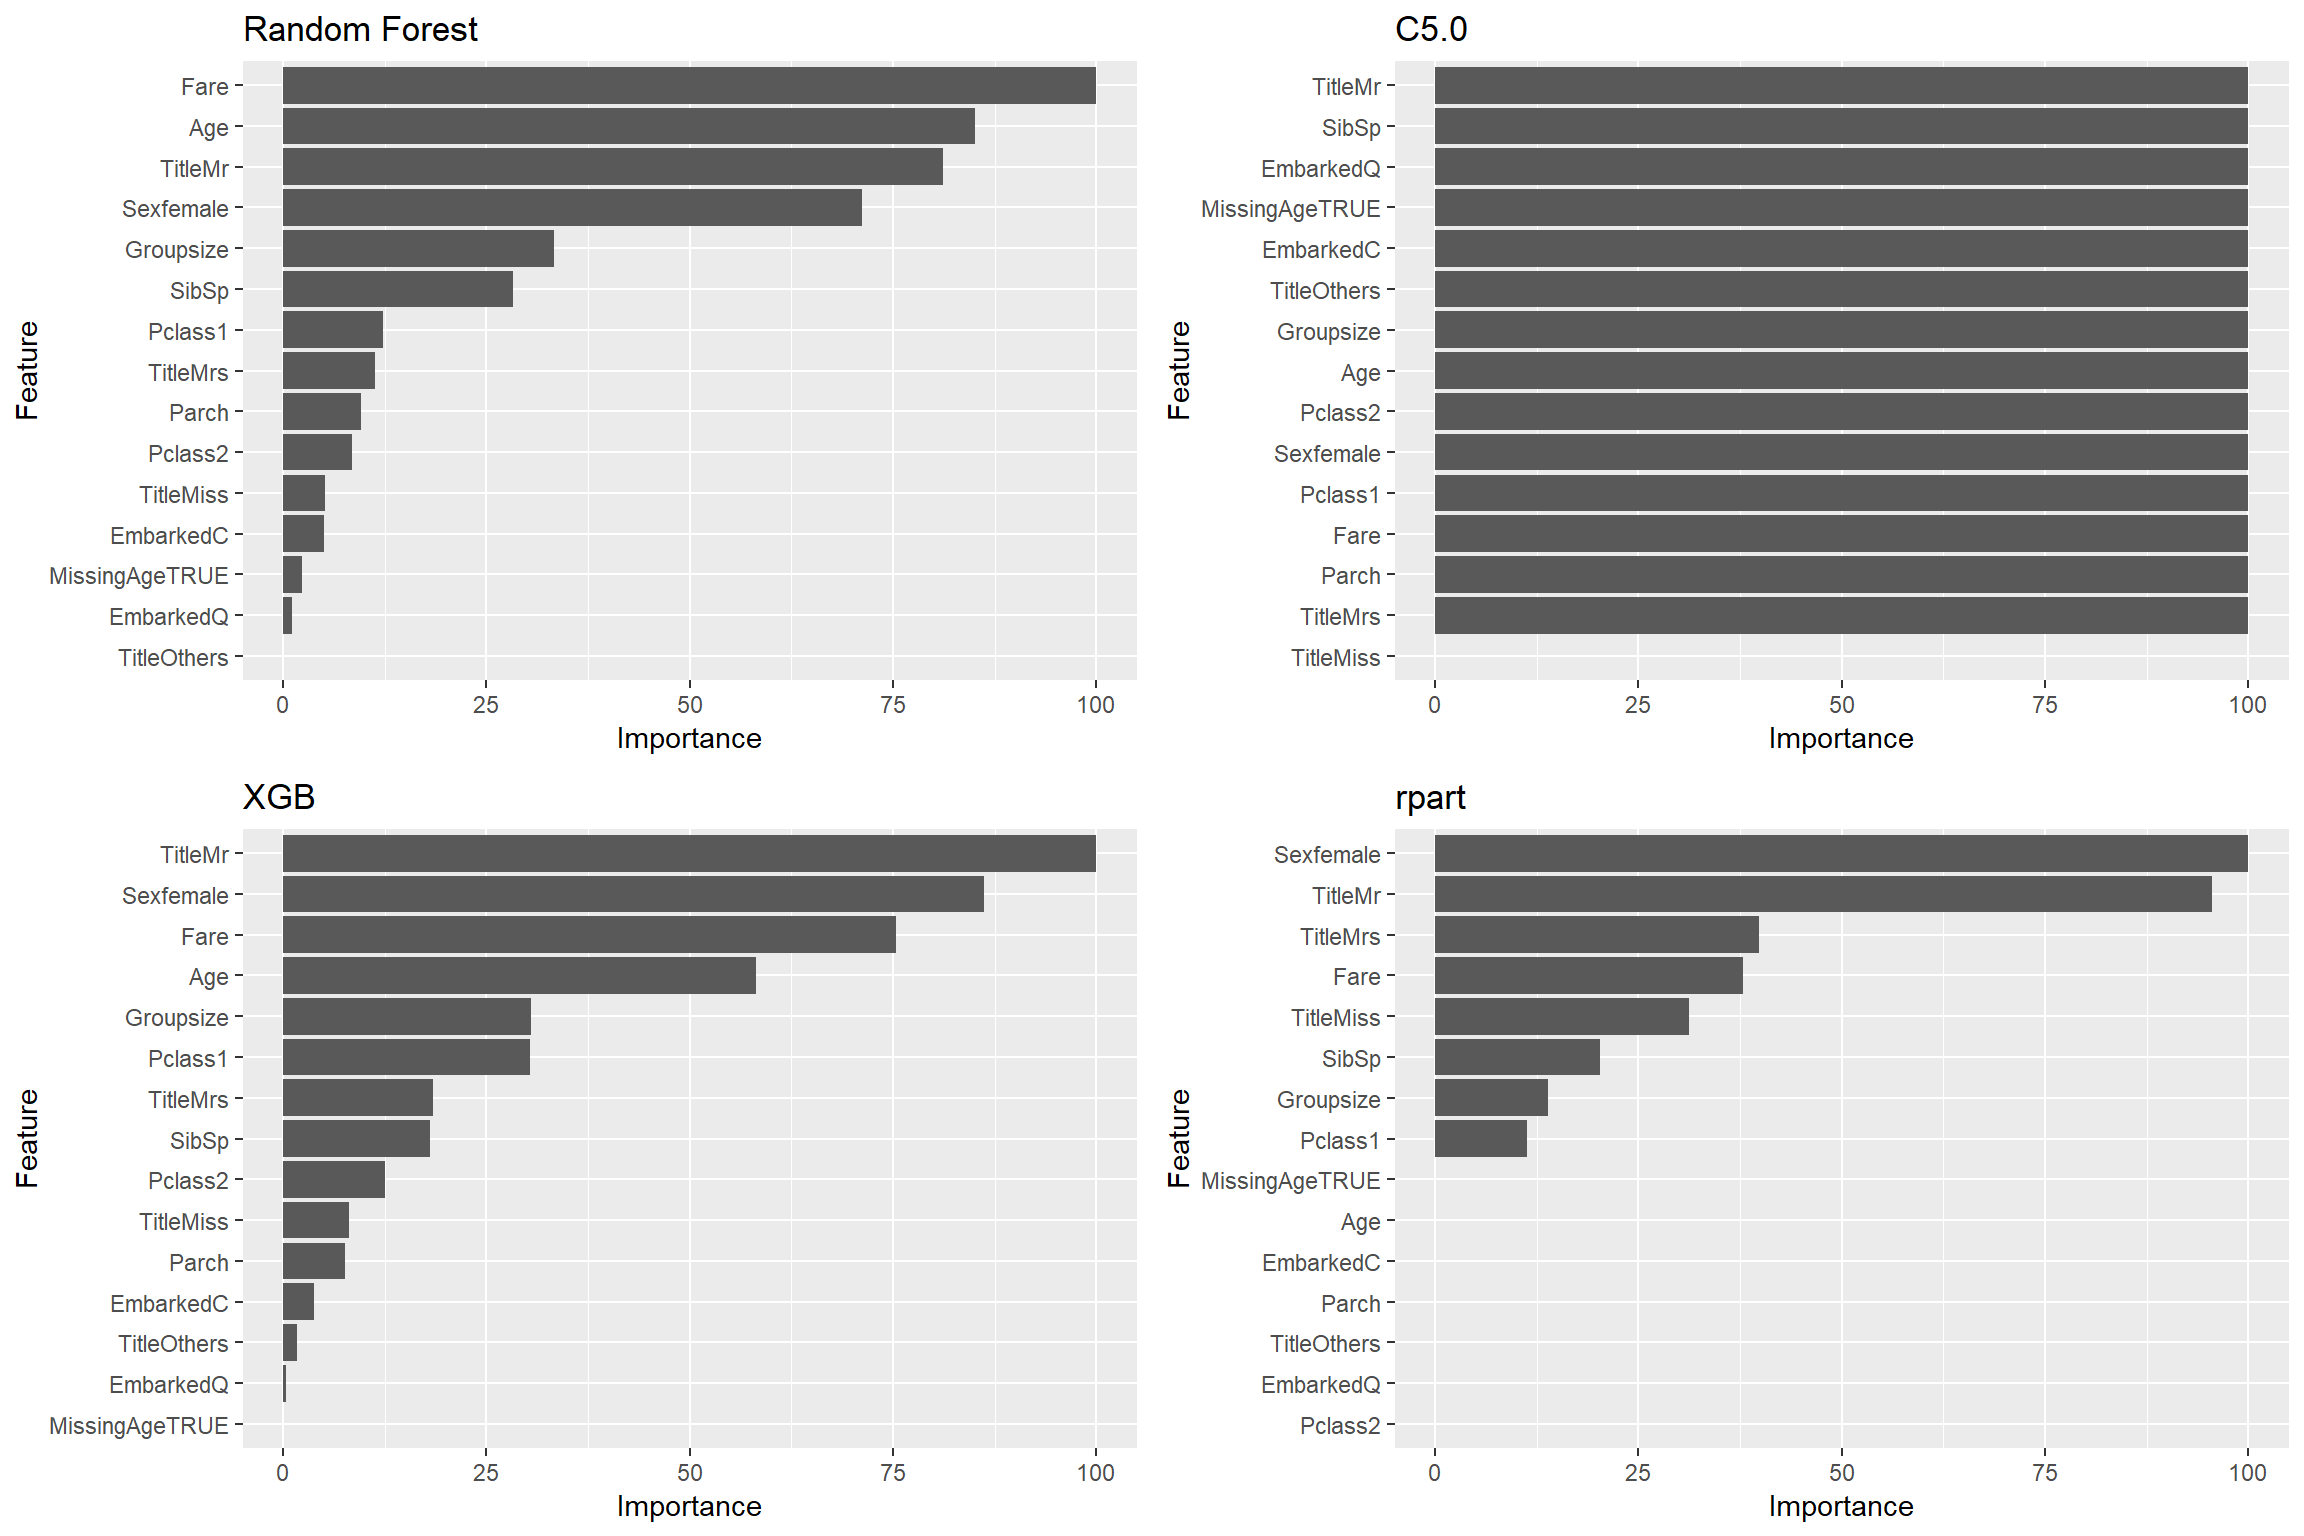 Random Forest
Feature
Fare
Age
TitleMr
Sexfemale
Groupsize
SibSp
Pclass1
TitleMrs
Parch
Pclass2
TitleMiss
EmbarkedC
MissingAgeTRUE
EmbarkedQ
TitleOthers
0 25 50 75 100
Importance
C5.0
Feature
TitleMr
SibSp
EmbarkedQ
MissingAgeTRUE
EmbarkedC
TitleOthers
Groupsize
Age
Pclass2
Sexfemale
Pclass1
Fare
Parch
TitleMrs
TitleMiss
0 25 50 75 100
Importance
XGB
Feature
TitleMr
Sexfemale
Fare
Age
Groupsize
Pclass1
TitleMrs
SibSp
Pclass2
TitleMiss
Parch
EmbarkedC
TitleOthers
EmbarkedQ
MissingAgeTRUE
0 25 50 75 100
Importance
rpart
Feature
Sexfemale
TitleMr
TitleMrs
Fare
TitleMiss
SibSp
Groupsize
Pclass1
MissingAgeTRUE
Age
EmbarkedC
Parch
TitleOthers
EmbarkedQ
Pclass2
0 25 50 75 100
Importance